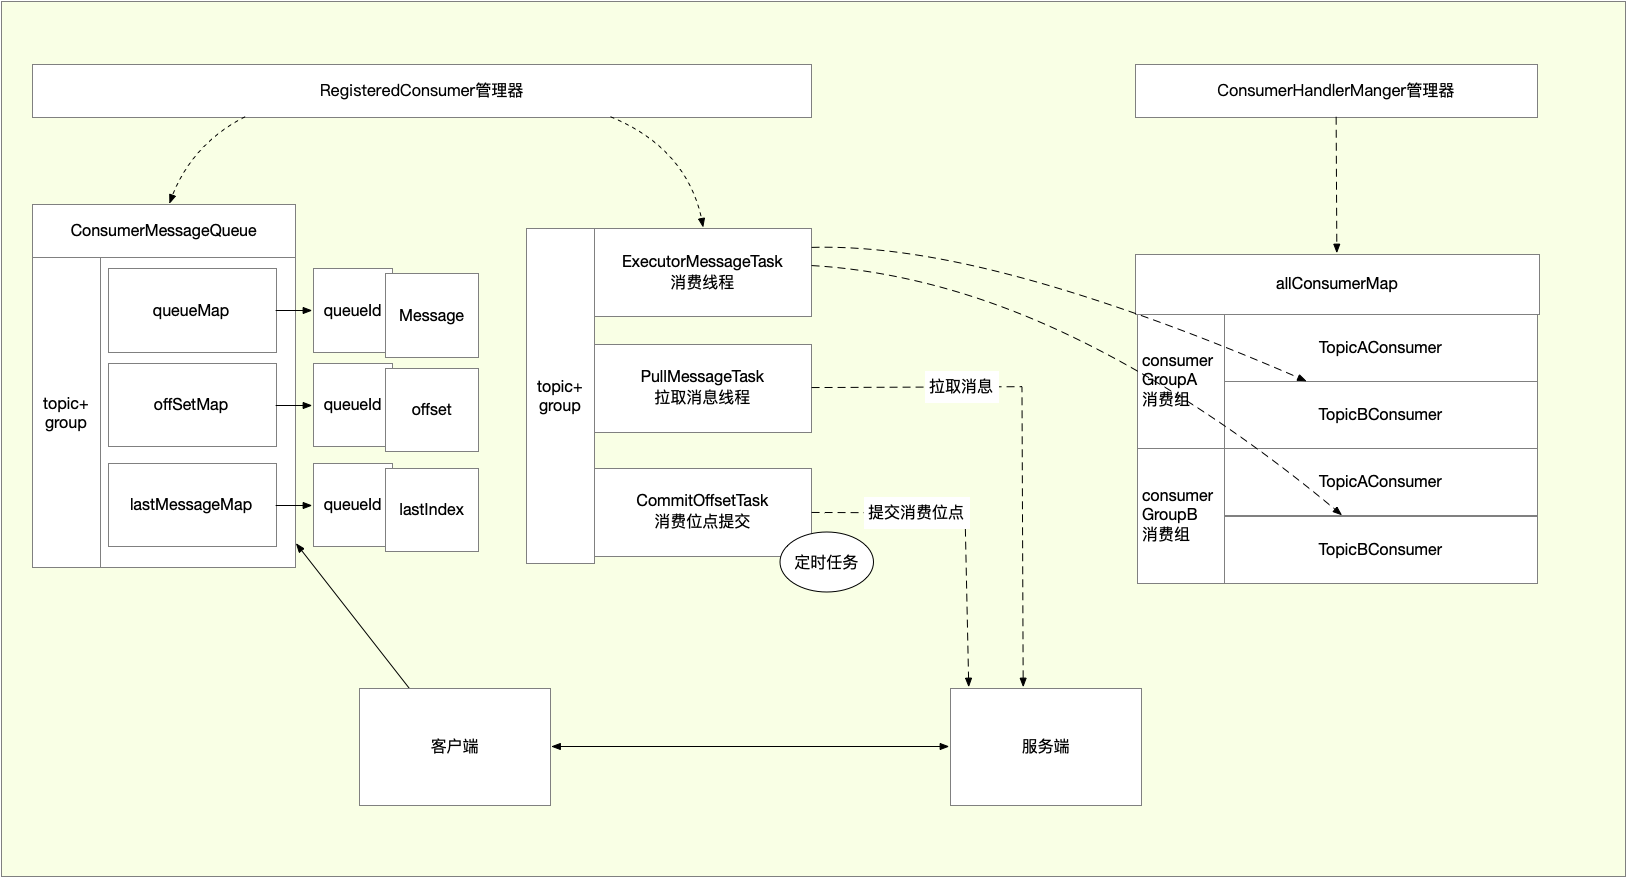 RegisteredConsumer管理器
ConsumerHandlerManger管理器
ConsumerMessageQueue
topic+
group
queueMap
queueId
Message
offSetMap
queueId
offset
lastMessageMap
queueId
lastIndex
topic+
group
ExecutorMessageTask
消费线程
PullMessageTask
拉取消息线程
CommitOffsetTask
消费位点提交
定时任务
拉取消息
提交消费位点
allConsumerMap
consumer
GroupA
消费组
TopicAConsumer
TopicBConsumer
consumer
GroupB
消费组
TopicAConsumer
TopicBConsumer
客户端
服务端